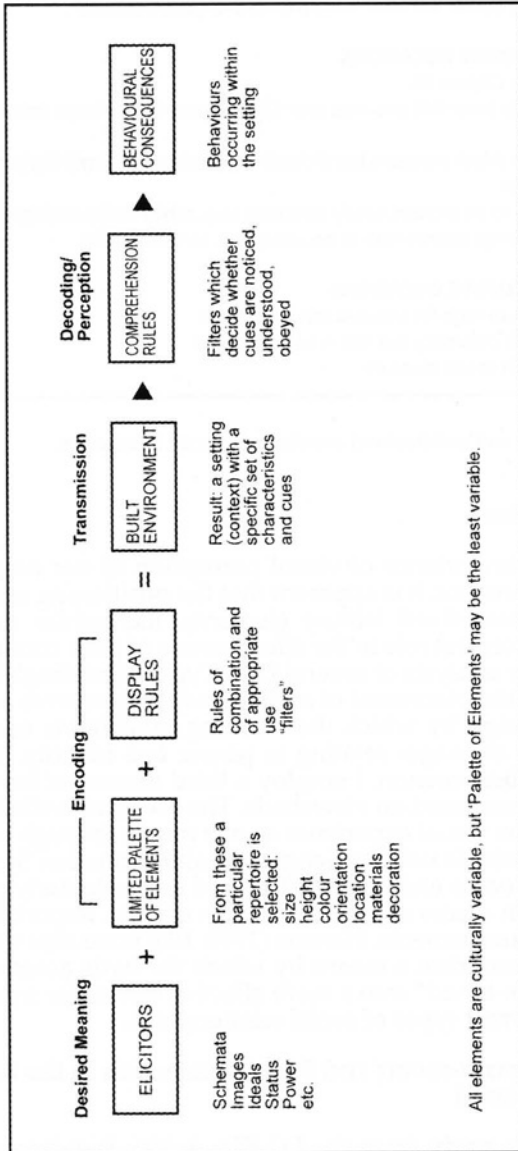 Desired Meaning
ELICITORS
Schemata
Images
Ideals
Status
Power
etc.
+
Encoding
LIMITED PALETTE
OF ELEMENTS
From these a
particular
repertoire is
selected:
size
height
colour
orientation
location
materials
decoration
+
DISPLAY
RULES
Rules of
combination and
of appropriate
use
"filters"
=
Transmission
BUILT
ENVIRONMENT
Result: a setting
(context) with a
specific set of
characteristics
and cues
Decoding/
Perception
COMPREHENSION
RULES
Filters which
decide whether
cues are noticed,
understood,
obeyed
BEHAVIOURAL
CONSEQUENCES
Behaviours
occurring within
the setting
All elements are culturally variable, but 'Palette of Elements' may be the least variable.